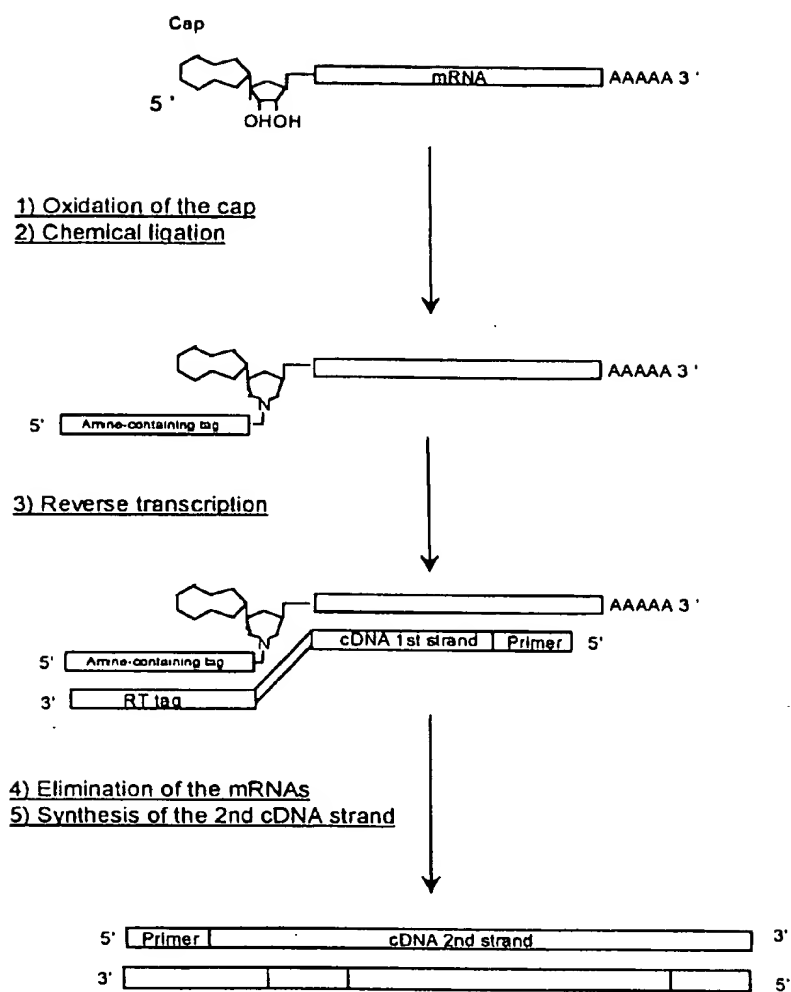 Cap
mRNA
AAAAA 3 '
5 '
OHOH
1) Oxidation of the cap
2) Chemical ligation
AAAAA 3 '
N
5' Amine-containing tag
3) Reverse transcription
AAAAA 3 '
cDNA 1st strand Primer 5'
N
5' Amine-containing tag
3' RT tag
4) Elimination of the mRNAs
5) Synthesis of the 2nd cDNA strand
5' Primer cDNA 2nd strand 3'
3' 5'